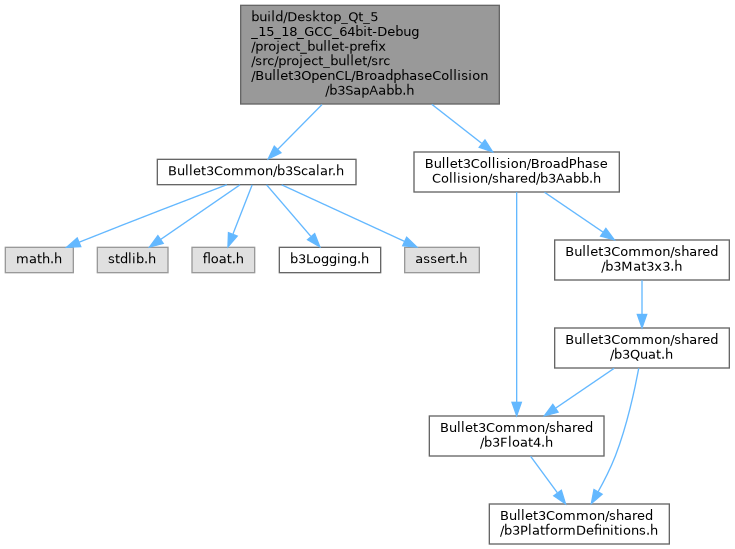 build/Desktop_Qt_5
_15_18_GCC_64bit-Debug
/project_bullet-prefix
/src/project_bullet/src
/Bullet3OpenCL/BroadphaseCollision
/b3SapAabb.h
Bullet3Common/b3Scalar.h
Bullet3Collision/BroadPhase
Collision/shared/b3Aabb.h
math.h
stdlib.h
float.h
b3Logging.h
assert.h
Bullet3Common/shared
/b3Mat3x3.h
Bullet3Common/shared
/b3Quat.h
Bullet3Common/shared
/b3Float4.h
Bullet3Common/shared
/b3PlatformDefinitions.h